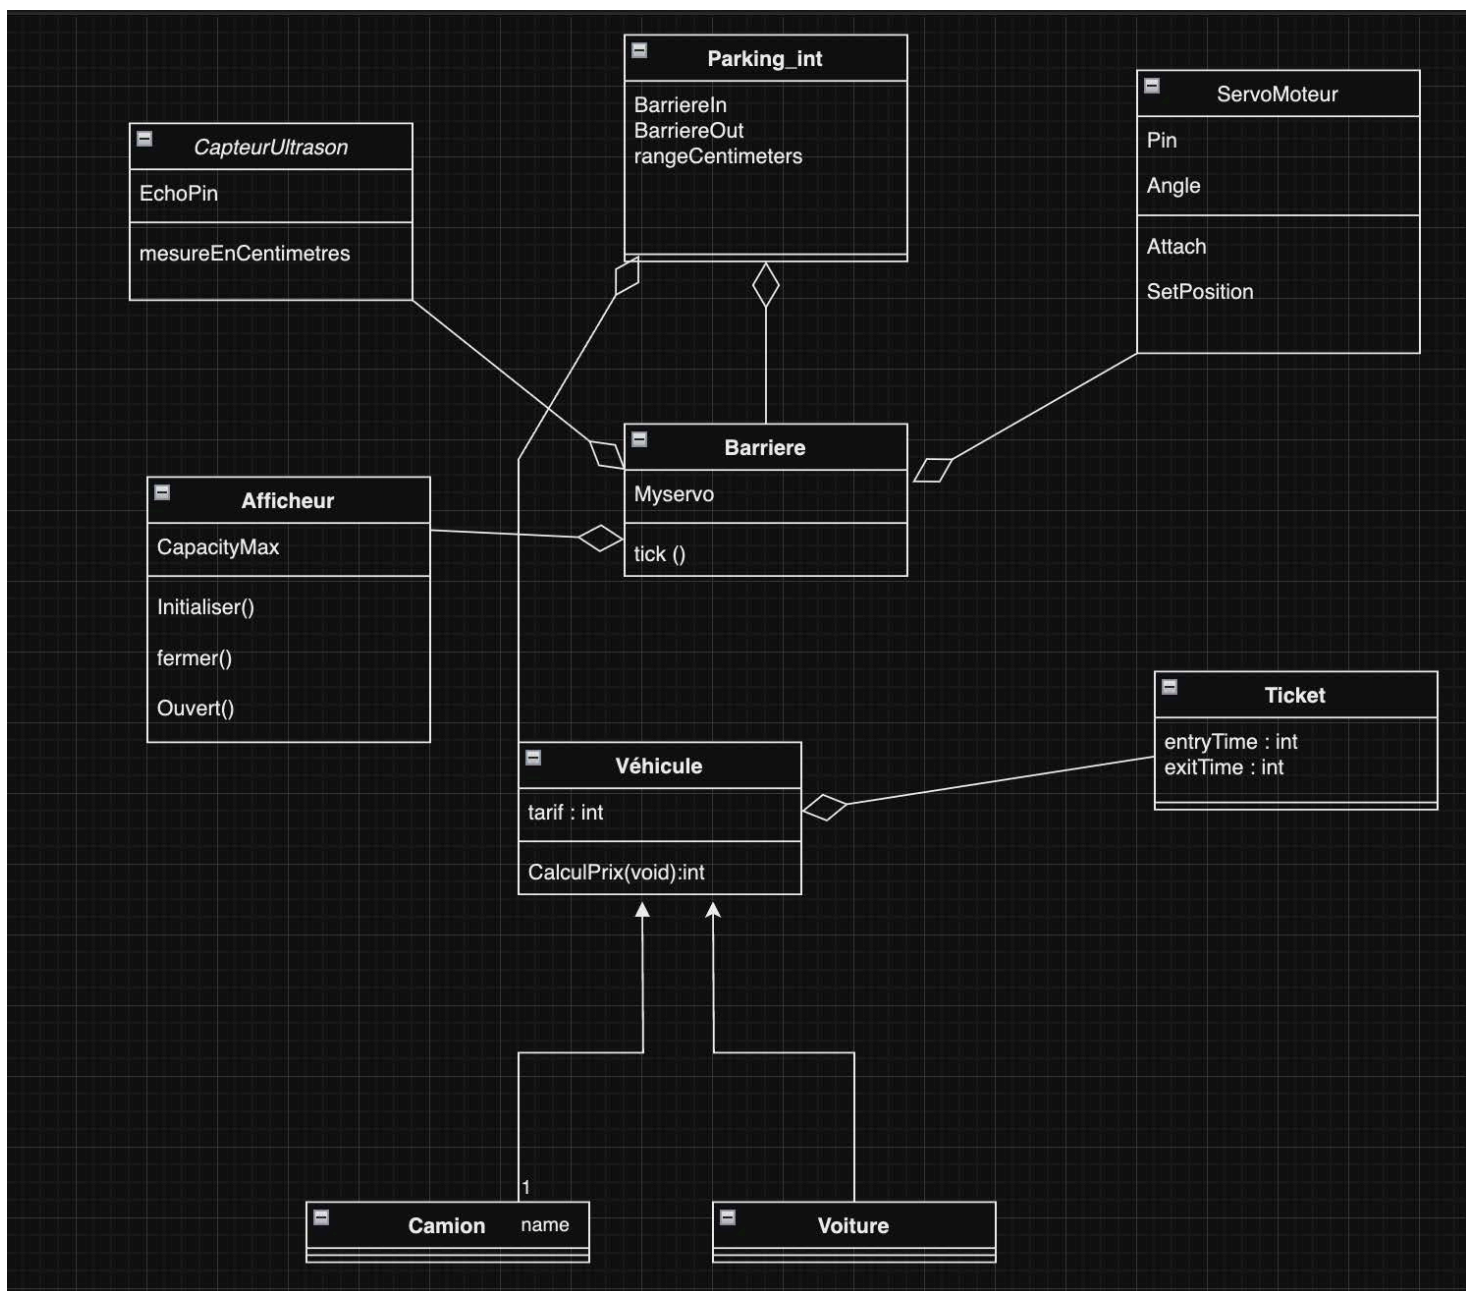 Parking_int
BarriereIn
BarriereOut
rangeCentimeters
ServoMoteur
Pin
Angle
Attach
SetPosition
CapteurUltrason
EchoPin
mesureEnCentimetres
Barriere
Myservo
tick ()
Afficheur
CapacityMax
Initialiser()
fermer()
Ouvert()
Véhicule
tarif : int
CalculPrix(void):int
Ticket
entryTime : int
exitTime : int
1
Camion name
Voiture